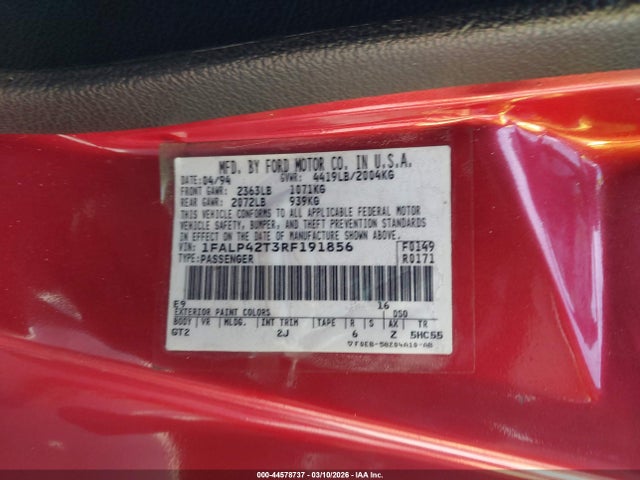 MFD. BY FORD MOTOR CO. IN U.S.A.
DATE: 04/94 GVWR: 4419LB/2004KG
FRONT GAWR: 2363LB 1071KG
REAR GAWR: 2072LB 939KG
THIS VEHICLE CONFORMS TO ALL APPLICABLE FEDERAL MOTOR
VEHICLE SAFETY, BUMPER, AND THEFT PREVENTION STANDARDS
IN EFFECT ON THE DATE OF MANUFACTURE SHOWN ABOVE.
VIN: 1FALP42T3RF191856 F0149
TYPE: PASSENGER R0171
E9 16
EXTERIOR PAINT COLORS DSO
BODY VR MLDG. INT TRIM TAPE R S AX TR
GT2 2J 6 Z 5HC55
000-44578737 - 03/10/2026 - IAA Inc.